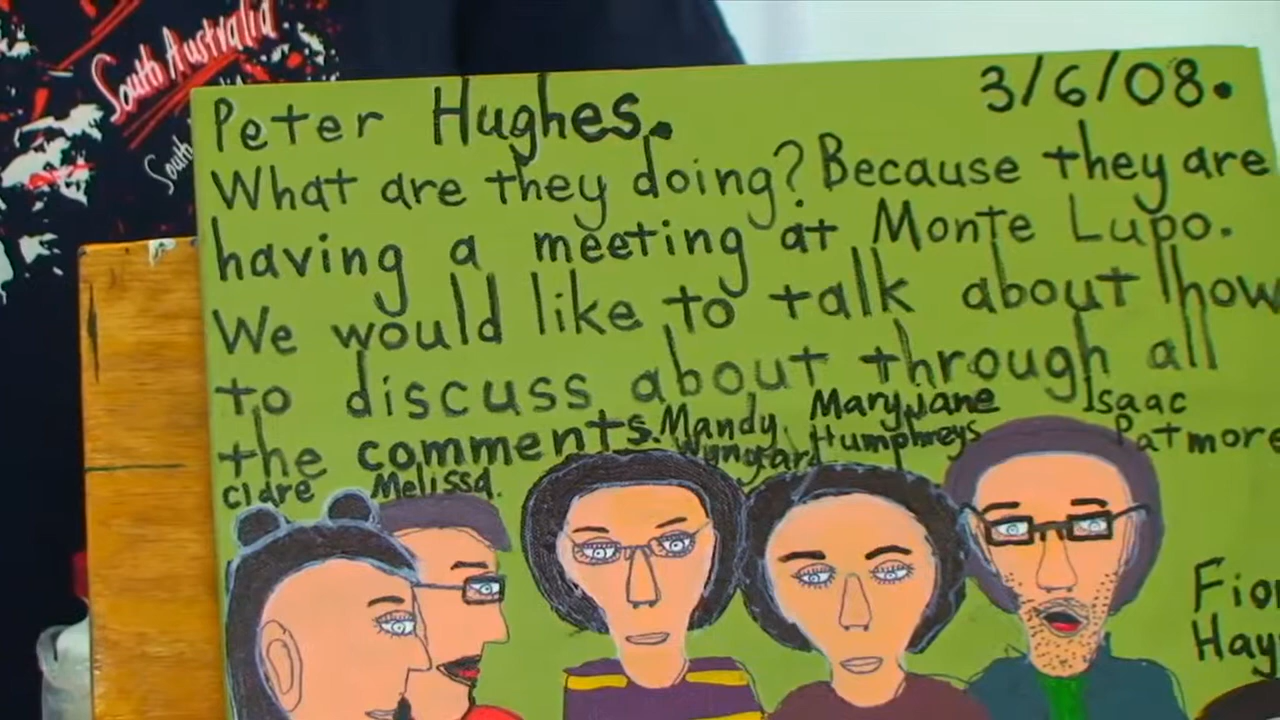 South Australia
South
Peter Hughes. 3/6/08.
What are they doing? Because they are
having a meeting at Monte Lupo.
We would like to talk about how
to discuss about through all
the comments. Mandy Wyngard Maryjane Humphreys Isaac Patmore
Clare Melissa.
Fion
Hay